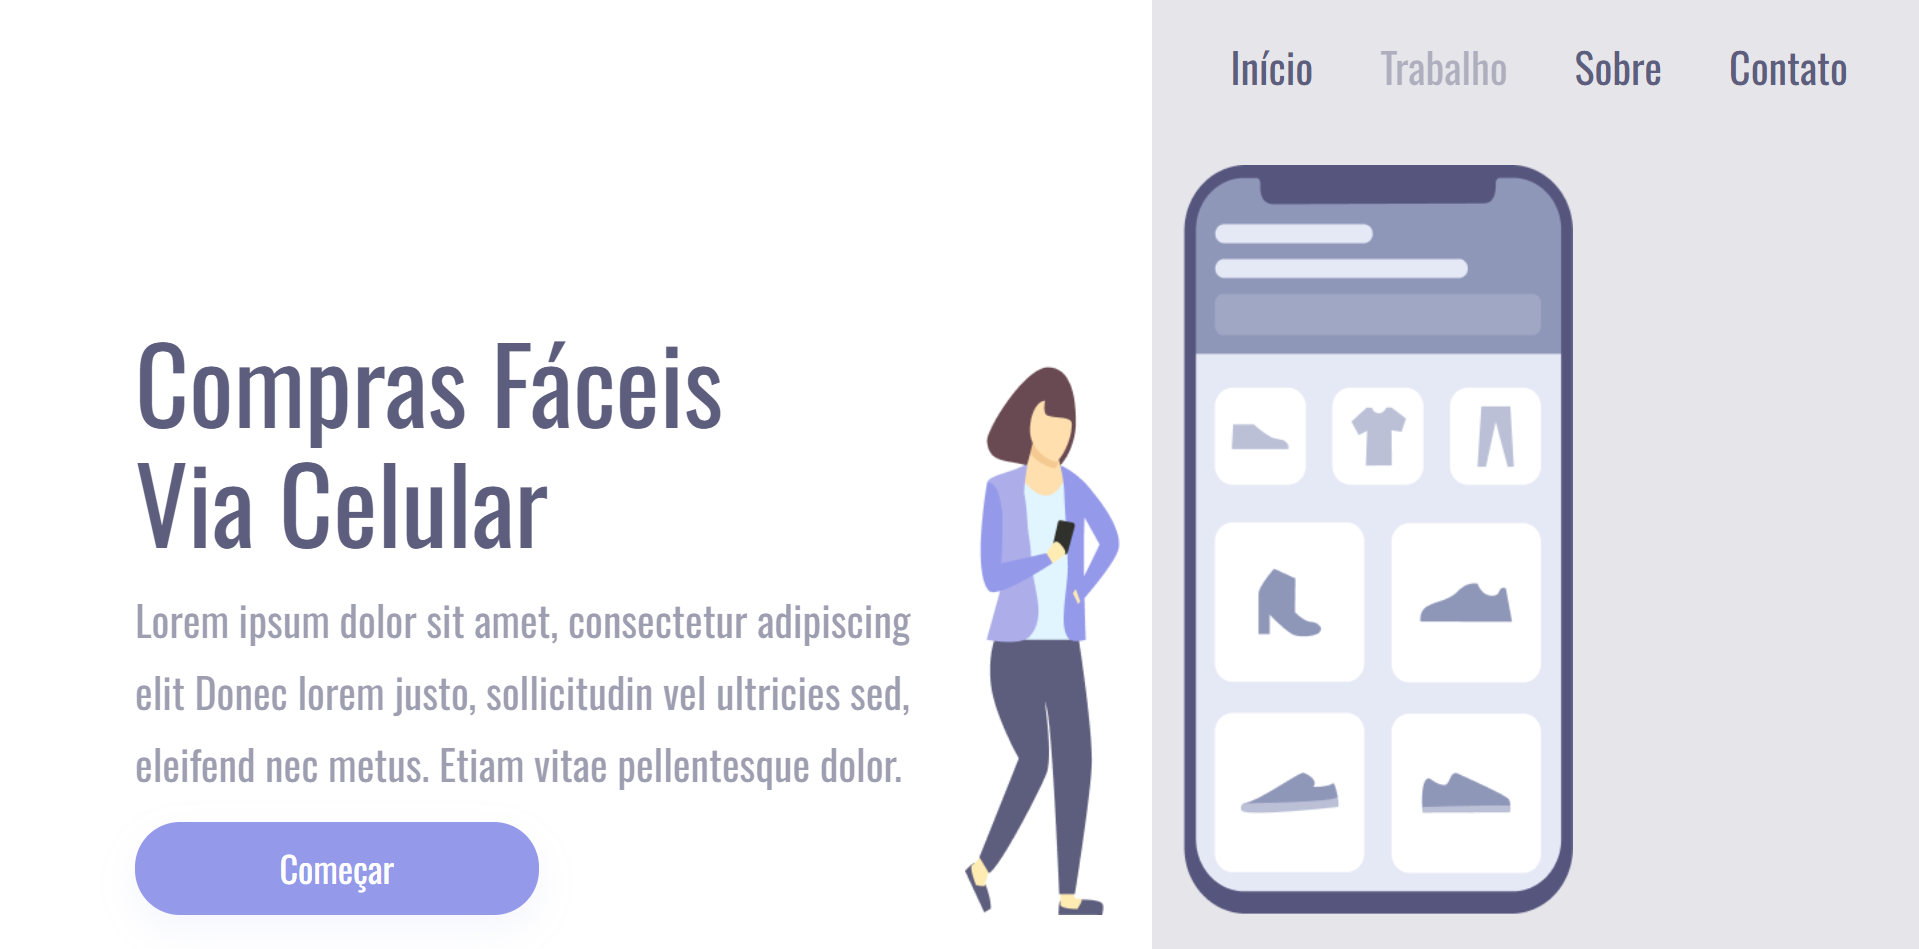 Início Trabalho Sobre Contato
Compras Fáceis
Via Celular
Lorem ipsum dolor sit amet, consectetur adipiscing
elit Donec lorem justo, sollicitudin vel ultricies sed,
eleifend nec metus. Etiam vitae pellentesque dolor.
Começar